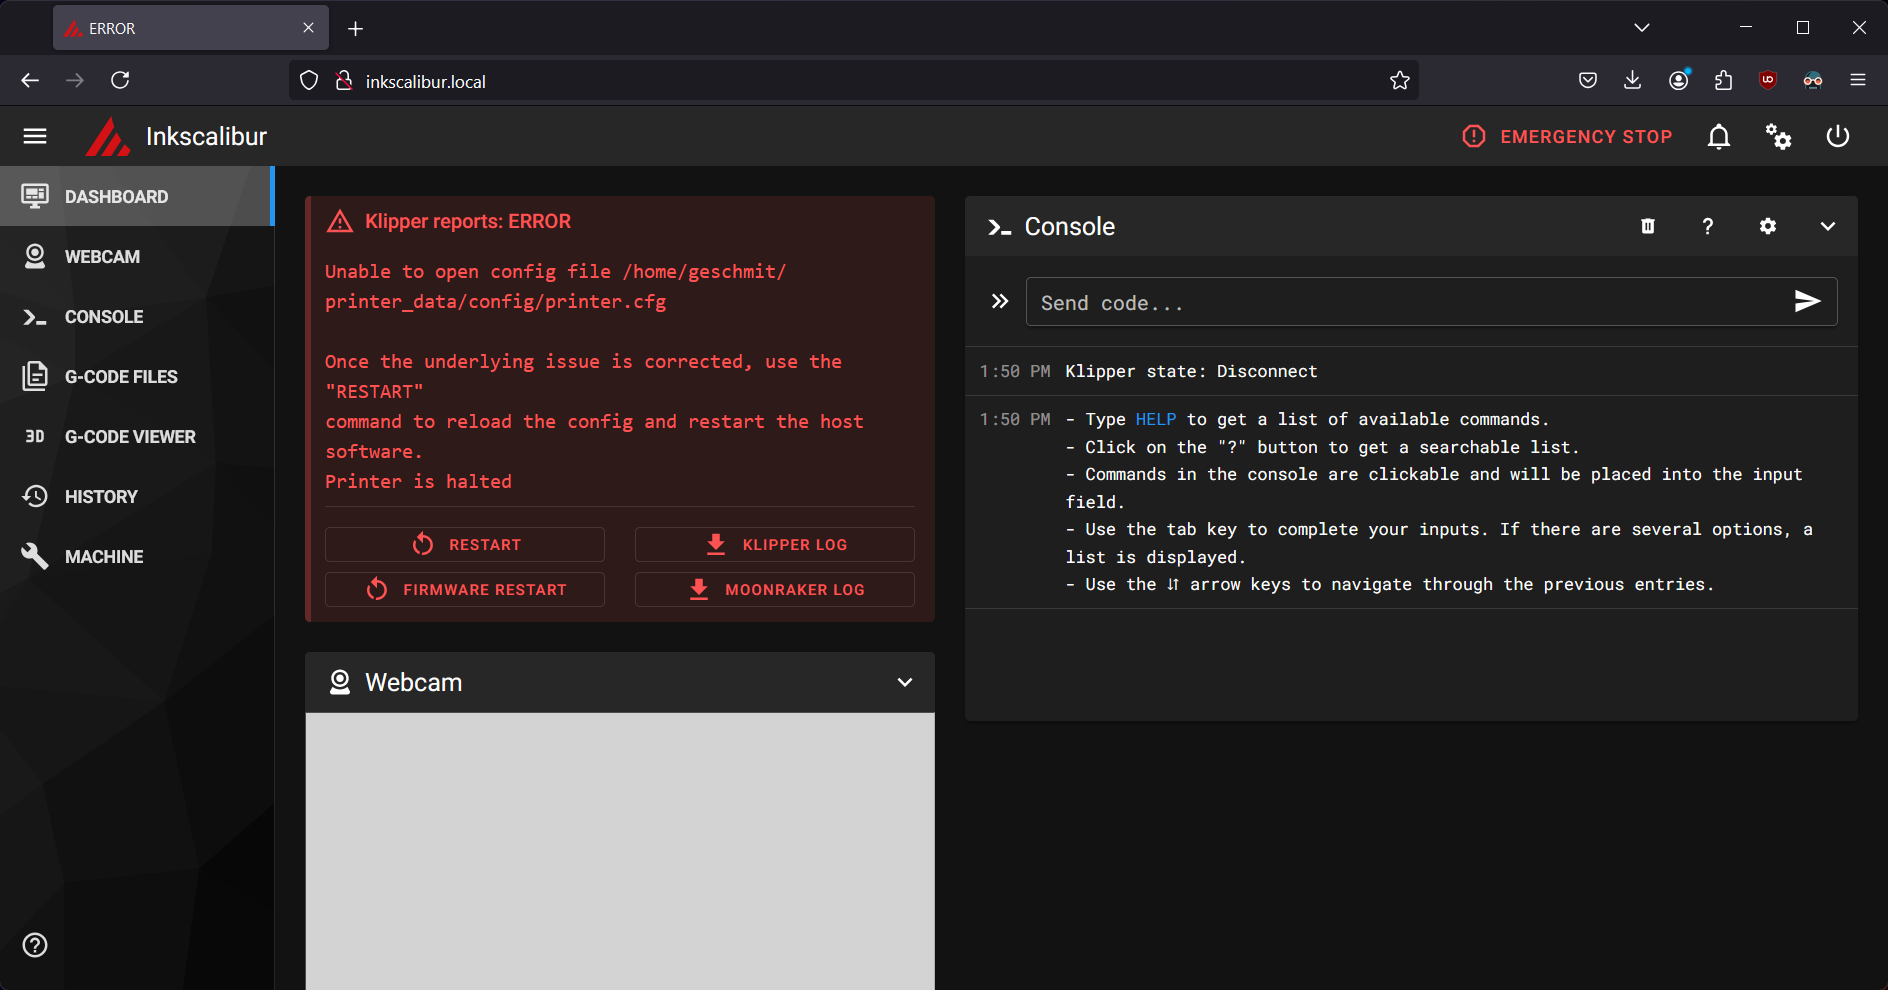 ERROR
inkscalibur.local
Inkscalibur
EMERGENCY STOP
DASHBOARD
WEBCAM
CONSOLE
G-CODE FILES
3D G-CODE VIEWER
HISTORY
MACHINE
Klipper reports: ERROR
Unable to open config file /home/geschmit/
printer_data/config/printer.cfg
Once the underlying issue is corrected, use the
"RESTART"
command to reload the config and restart the host
software.
Printer is halted
RESTART
KLIPPER LOG
FIRMWARE RESTART
MOONRAKER LOG
Webcam
Console
Send code...
1:50 PM Klipper state: Disconnect
1:50 PM - Type HELP to get a list of available commands.
- Click on the "?" button to get a searchable list.
- Commands in the console are clickable and will be placed into the input
field.
- Use the tab key to complete your inputs. If there are several options, a
list is displayed.
- Use the ⇵ arrow keys to navigate through the previous entries.